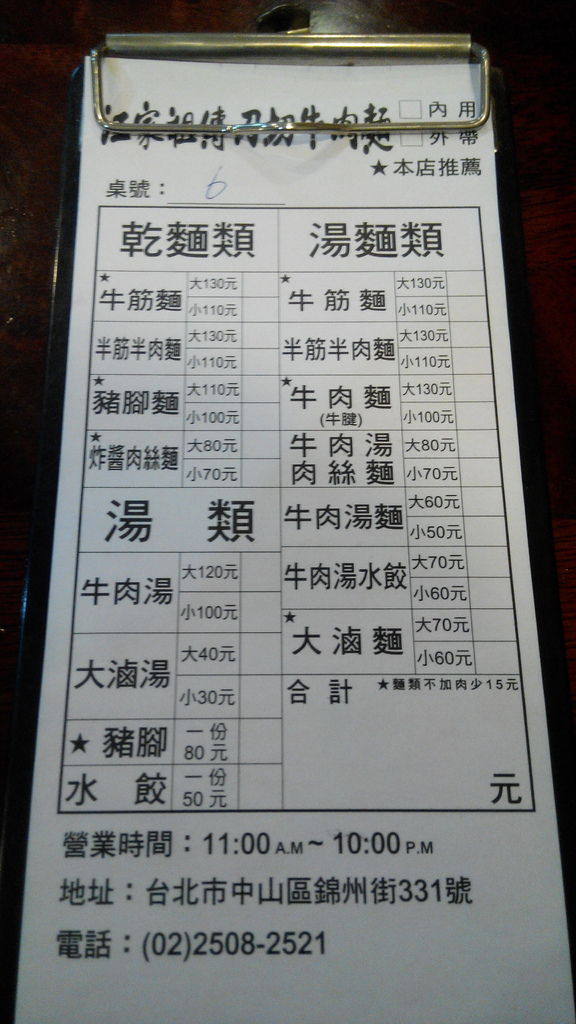 江家祖傳刀切牛肉麵 □ 內用
□ 外帶
★本店推薦
桌號： 6
乾麵類
★牛筋麵 大130元
小110元
半筋半肉麵 大130元
小110元
★豬腳麵 大110元
小100元
★炸醬肉絲麵 大80元
小70元
湯 類
牛肉湯 大120元
小100元
大滷湯 大40元
小30元
★豬腳 一份
80元
水餃 一份
50元
湯麵類
★牛筋麵 大130元
小110元
半筋半肉麵 大130元
小110元
★牛肉麵 大130元
(牛腱) 小100元
牛肉湯 大80元
肉絲麵 小70元
牛肉湯麵 大60元
小50元
牛肉湯水餃 大70元
小60元
★大滷麵 大70元
小60元
合計 ★麵類不加肉少15元
元
營業時間：11:00 A.M ~ 10:00 P.M
地址：台北市中山區錦州街331號
電話：(02)2508-2521